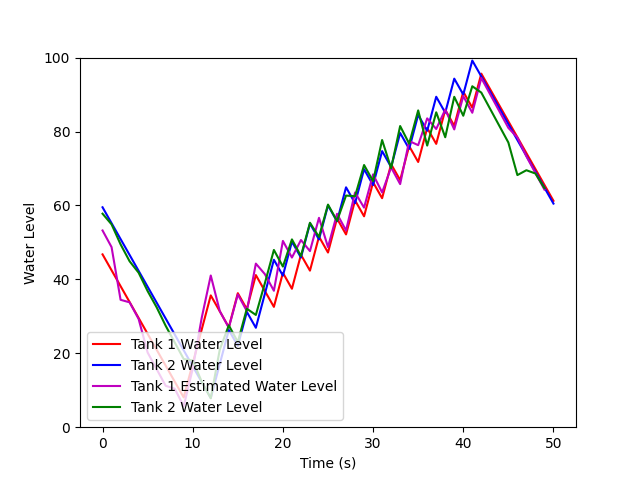 100
80
60
40
20
0
Water Level
Tank 1 Water Level
Tank 2 Water Level
Tank 1 Estimated Water Level
Tank 2 Water Level
0 10 20 30 40 50
Time (s)